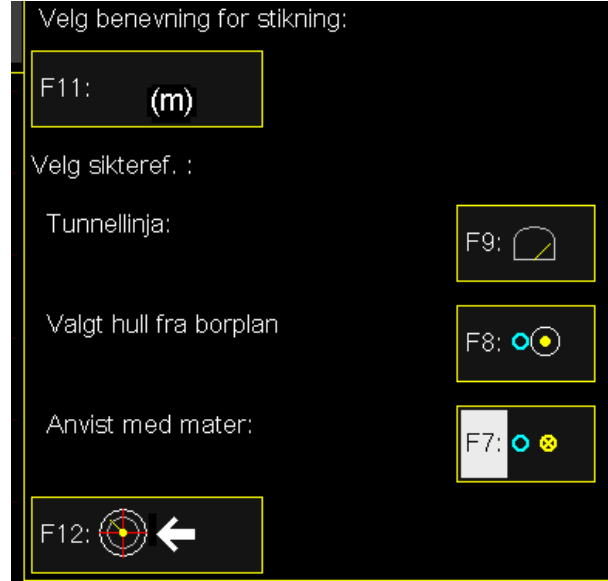 Velg benevning for stikning:
F11: (m)
Velg sikteref. :
Tunnellinja:
F9:
Valgt hull fra borplan
F8:
Anvist med mater:
F7:
F12: